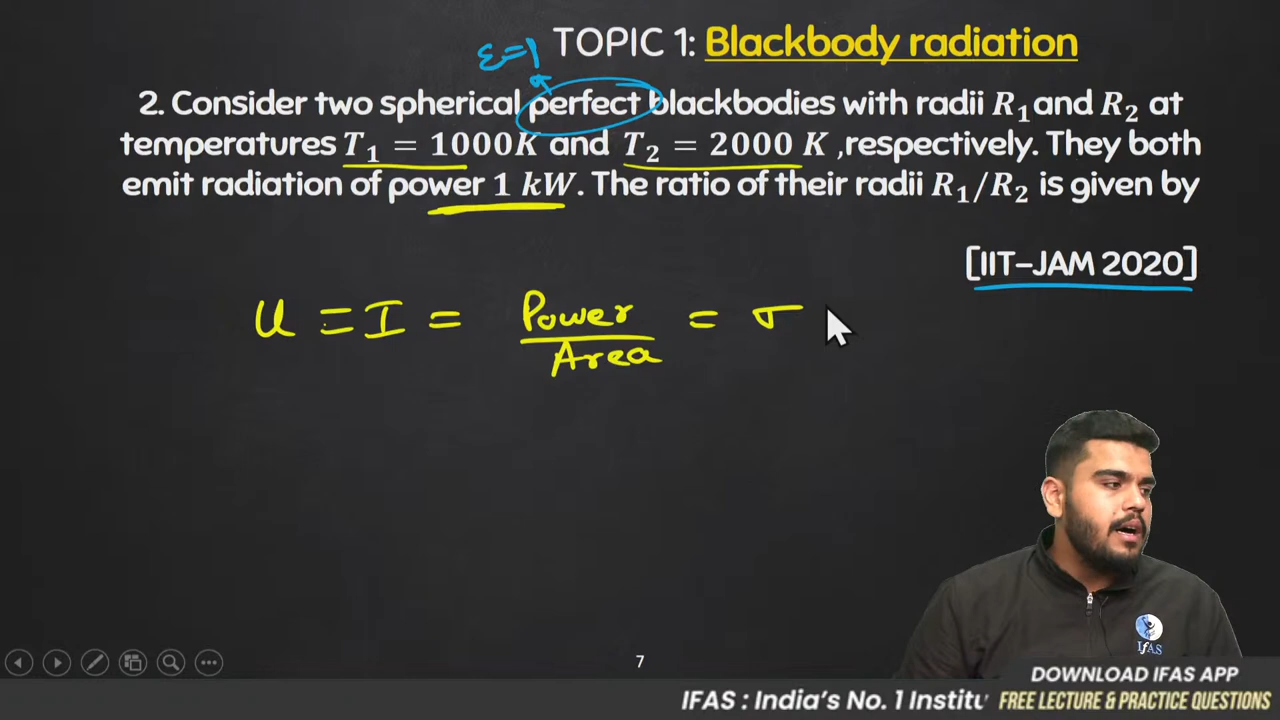 TOPIC 1: Blackbody radiation
ε=1
2. Consider two spherical perfect blackbodies with radii R₁ and R₂ at
temperatures T₁ = 1000K and T₂ = 2000 K ,respectively. They both
emit radiation of power 1 kW. The ratio of their radii R₁/R₂ is given by
[IIT-JAM 2020]
u = I = Power/Area = σ
IfAS
7
DOWNLOAD IFAS APP
IFAS : India's No. 1 Institu
FREE LECTURE & PRACTICE QUESTIONS